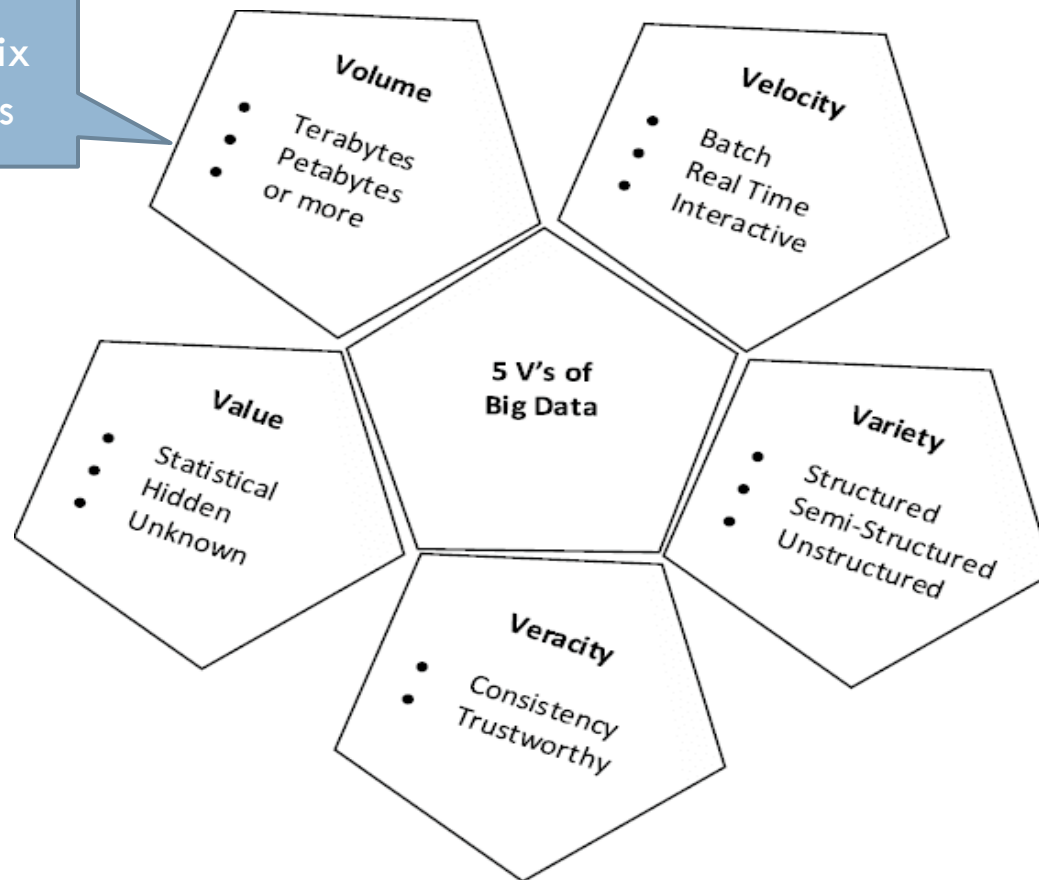 ix
s
Volume
Terabytes
Petabytes
or more
Velocity
Batch
Real Time
Interactive
5 V's of
Big Data
Value
Statistical
Hidden
Unknown
Variety
Structured
Semi-Structured
Unstructured
Veracity
Consistency
Trustworthy